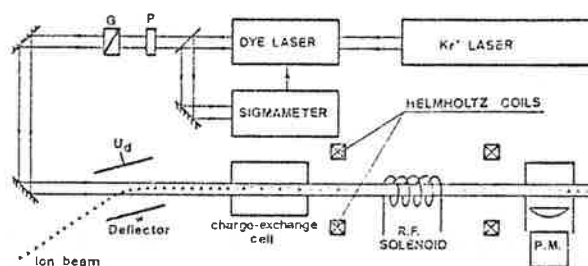 G P
DYE LASER
Kr⁺ LASER
SIGMAMETER
HELMHOLTZ COILS
Ud
Deflector
charge-exchange
cell
R.F.
SOLENOID
P.M.
Ion beam